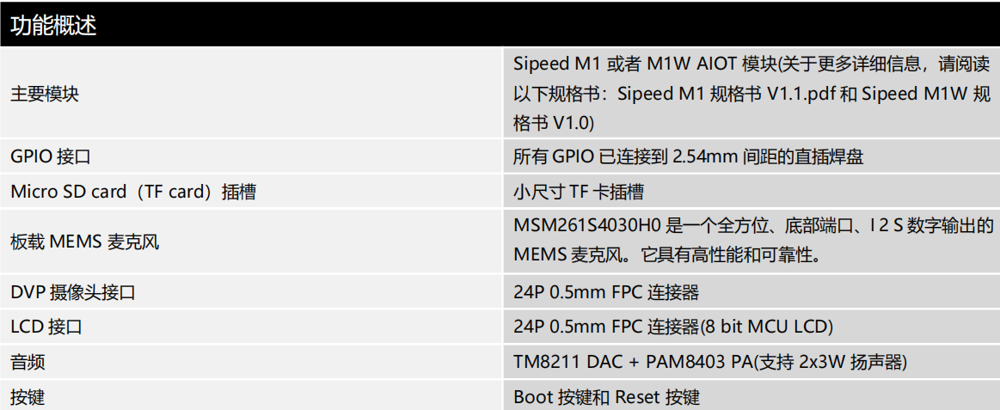 功能概述
主要模块
Sipeed M1 或者 M1W AIOT 模块(关于更多详细信息，请阅读
以下规格书：Sipeed M1 规格书 V1.1.pdf 和 Sipeed M1W 规
格书 V1.0)
GPIO 接口
所有 GPIO 已连接到 2.54mm 间距的直插焊盘
Micro SD card（TF card）插槽
小尺寸 TF 卡插槽
板载 MEMS 麦克风
MSM261S4030H0 是一个全方位、底部端口、I 2 S 数字输出的
MEMS 麦克风。 它具有高性能和可靠性。
DVP 摄像头接口
24P 0.5mm FPC 连接器
LCD 接口
24P 0.5mm FPC 连接器(8 bit MCU LCD)
音频
TM8211 DAC + PAM8403 PA(支持 2x3W 扬声器)
按键
Boot 按键和 Reset 按键